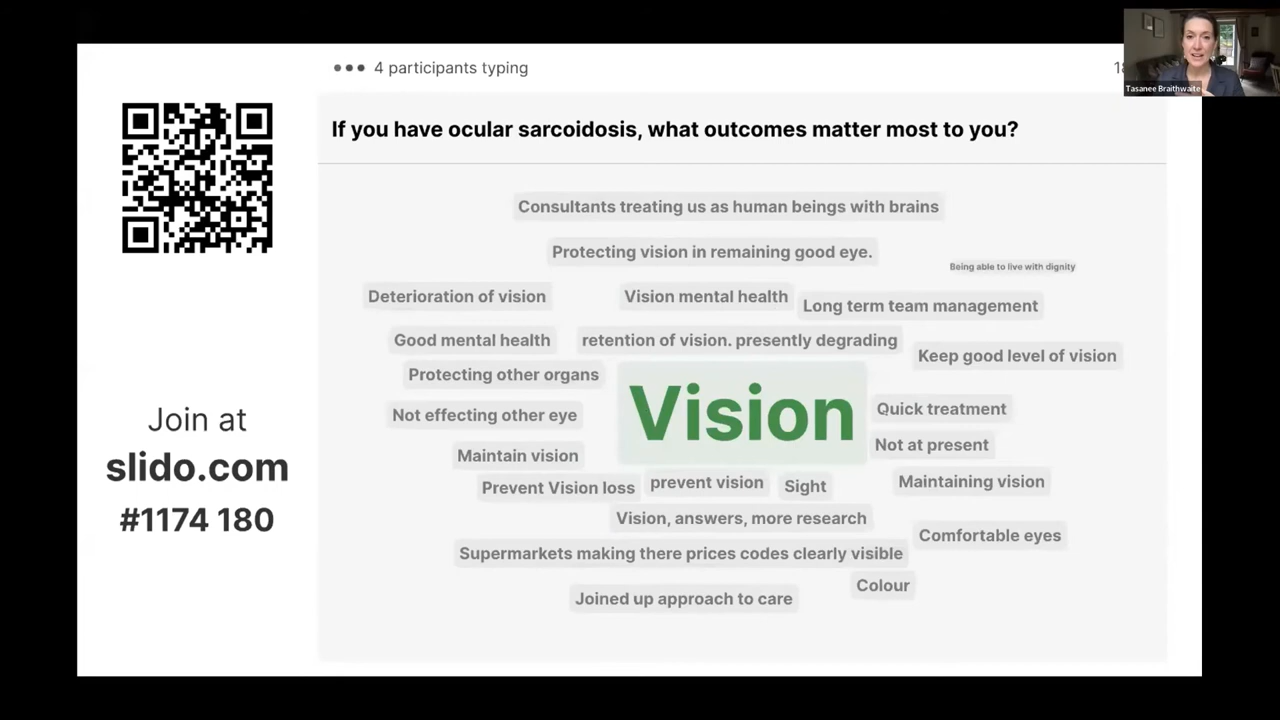 ••• 4 participants typing
18
Tasanee Braithwaite
If you have ocular sarcoidosis, what outcomes matter most to you?
Consultants treating us as human beings with brains
Protecting vision in remaining good eye.
Being able to live with dignity
Deterioration of vision
Vision mental health
Long term team management
Good mental health
retention of vision. presently degrading
Keep good level of vision
Protecting other organs
Vision
Not effecting other eye
Quick treatment
Not at present
Maintain vision
Prevent Vision loss
prevent vision
Sight
Maintaining vision
Vision, answers, more research
Comfortable eyes
Supermarkets making there prices codes clearly visible
Colour
Joined up approach to care
Join at
slido.com
#1174 180